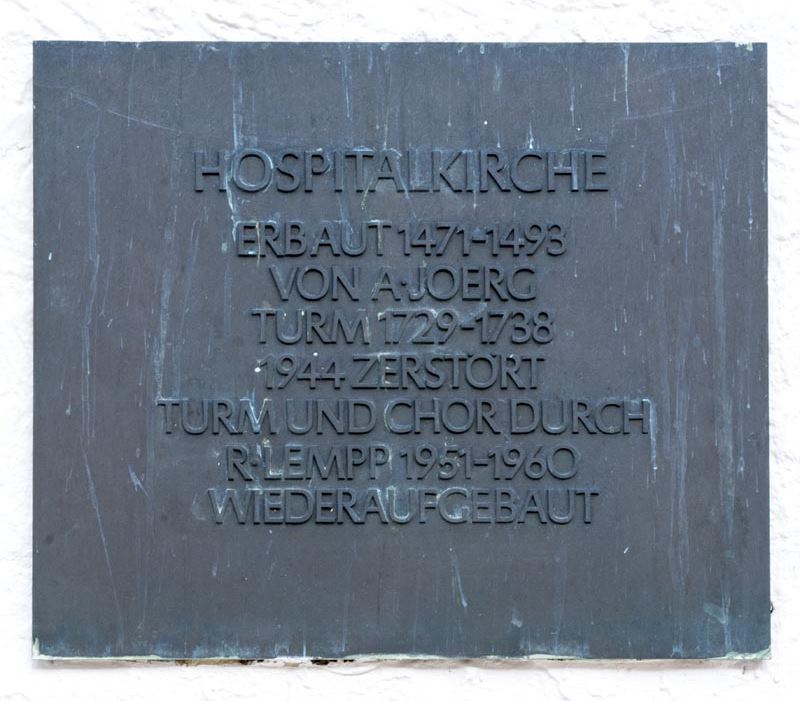 HOSPITALKIRCHE
ERBAUT 1471-1493
VON A·JOERG
TURM 1729-1738
1944 ZERSTÖRT
TURM UND CHOR DURCH
R·LEMPP 1951-1960
WIEDERAUFGEBAUT